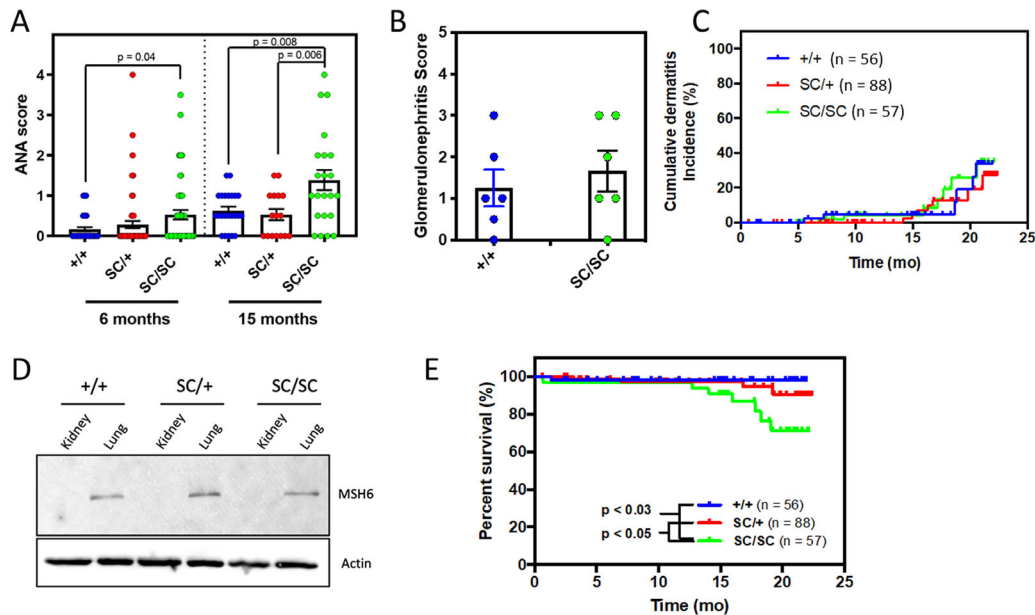 A
ANA score
4
3
2
1
0
p = 0.04
p = 0.008
p = 0.006
+/+
SC/+
SC/SC
+/+
SC/+
SC/SC
6 months
15 months
B
Glomerulonephritis Score
5
4
3
2
1
0
+/+
SC/SC
C
Cumulative dermatitis
Incidence (%)
100
80
60
40
20
0
+/+ (n = 56)
SC/+ (n = 88)
SC/SC (n = 57)
0 5 10 15 20 25
Time (mo)
D
+/+ SC/+ SC/SC
Kidney Lung Kidney Lung Kidney Lung
MSH6
Actin
E
Percent survival (%)
100
80
60
40
20
0
p < 0.03
p < 0.05
+/+ (n = 56)
SC/+ (n = 88)
SC/SC (n = 57)
0 5 10 15 20 25
Time (mo)